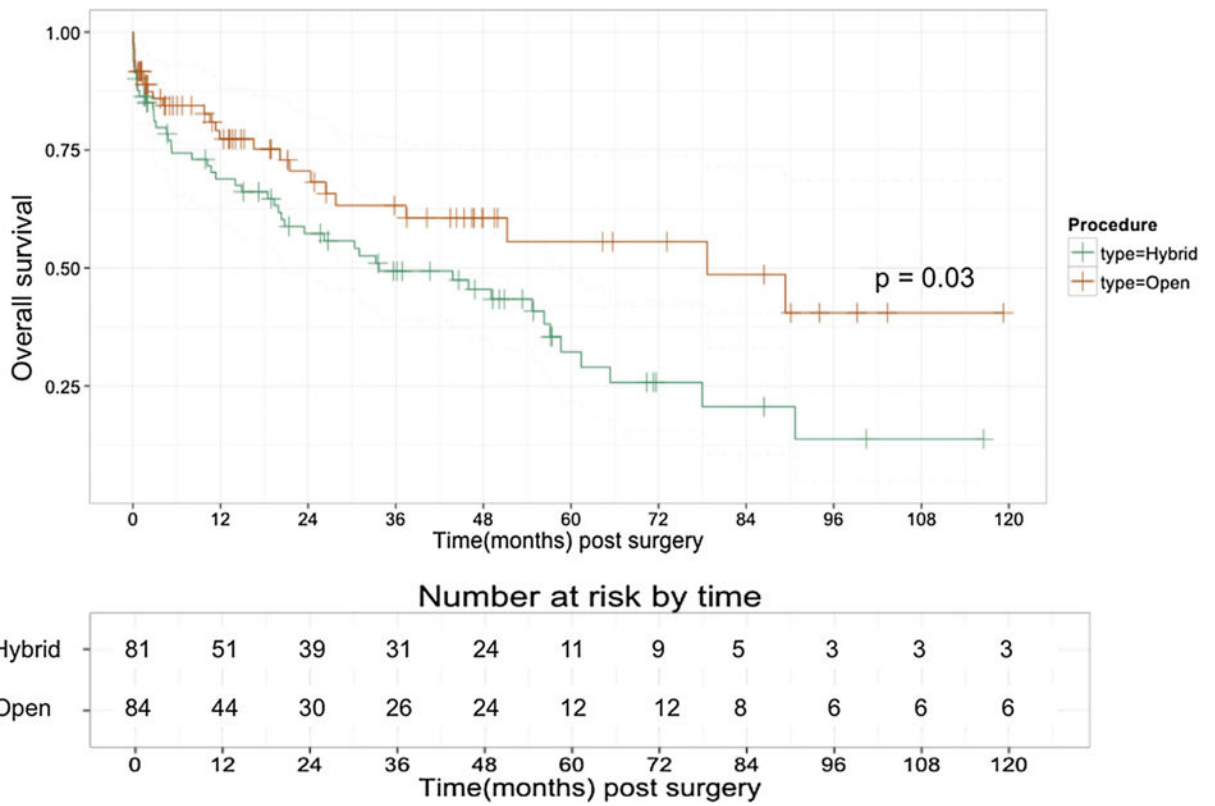 1.00
0.75
0.50
0.25
Overall survival
p = 0.03
Procedure
type=Hybrid
type=Open
0 12 24 36 48 60 72 84 96 108 120
Time(months) post surgery
Number at risk by time
Hybrid 81 51 39 31 24 11 9 5 3 3 3
Open 84 44 30 26 24 12 12 8 6 6 6
0 12 24 36 48 60 72 84 96 108 120
Time(months) post surgery